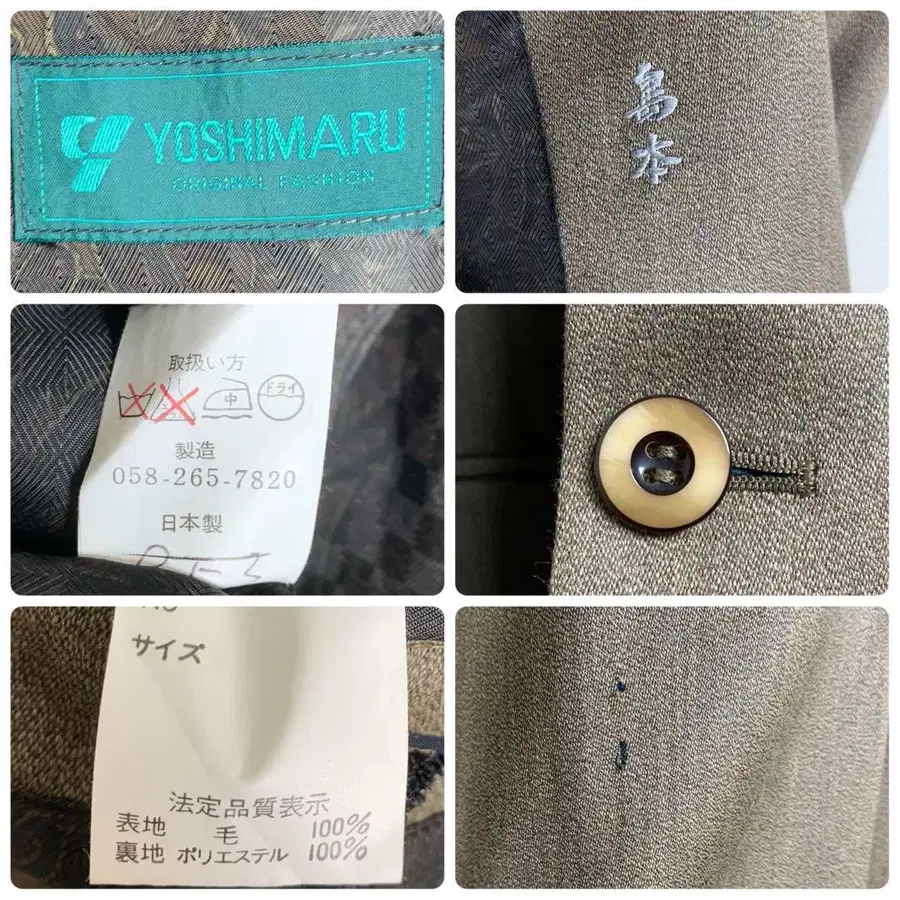 YOSHIMARU
ORIGINAL FASHION
島
本
取扱い方
中
ドライ
製造
058-265-7820
日本製
サイズ
法定品質表示
表地 毛 100%
裏地 ポリエステル 100%